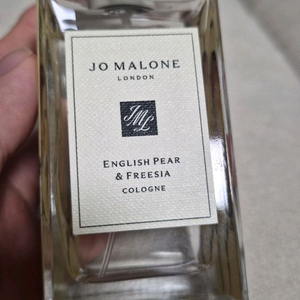 JO MALONE
LONDON
JML
ENGLISH PEAR
& FREESIA
COLOGNE